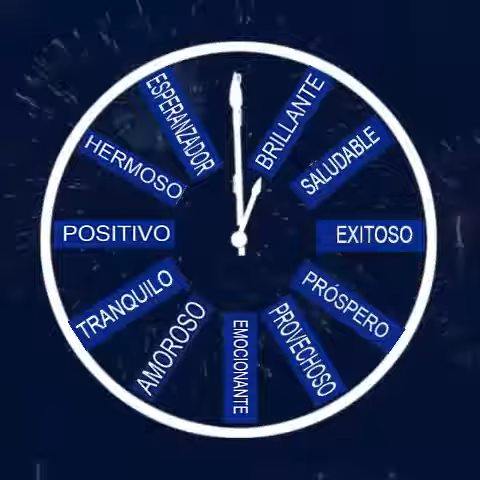 BRILLANTE
SALUDABLE
EXITOSO
PRÓSPERO
PROVECHOSO
EMOCIONANTE
AMOROSO
TRANQUILO
POSITIVO
HERMOSO
ESPERANZADOR